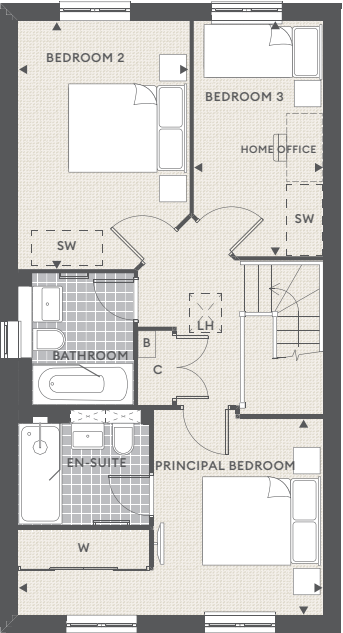 BEDROOM 2
BEDROOM 3
HOME OFFICE
SW
SW
LH
B
BATHROOM
C
EN-SUITE
PRINCIPAL BEDROOM
W